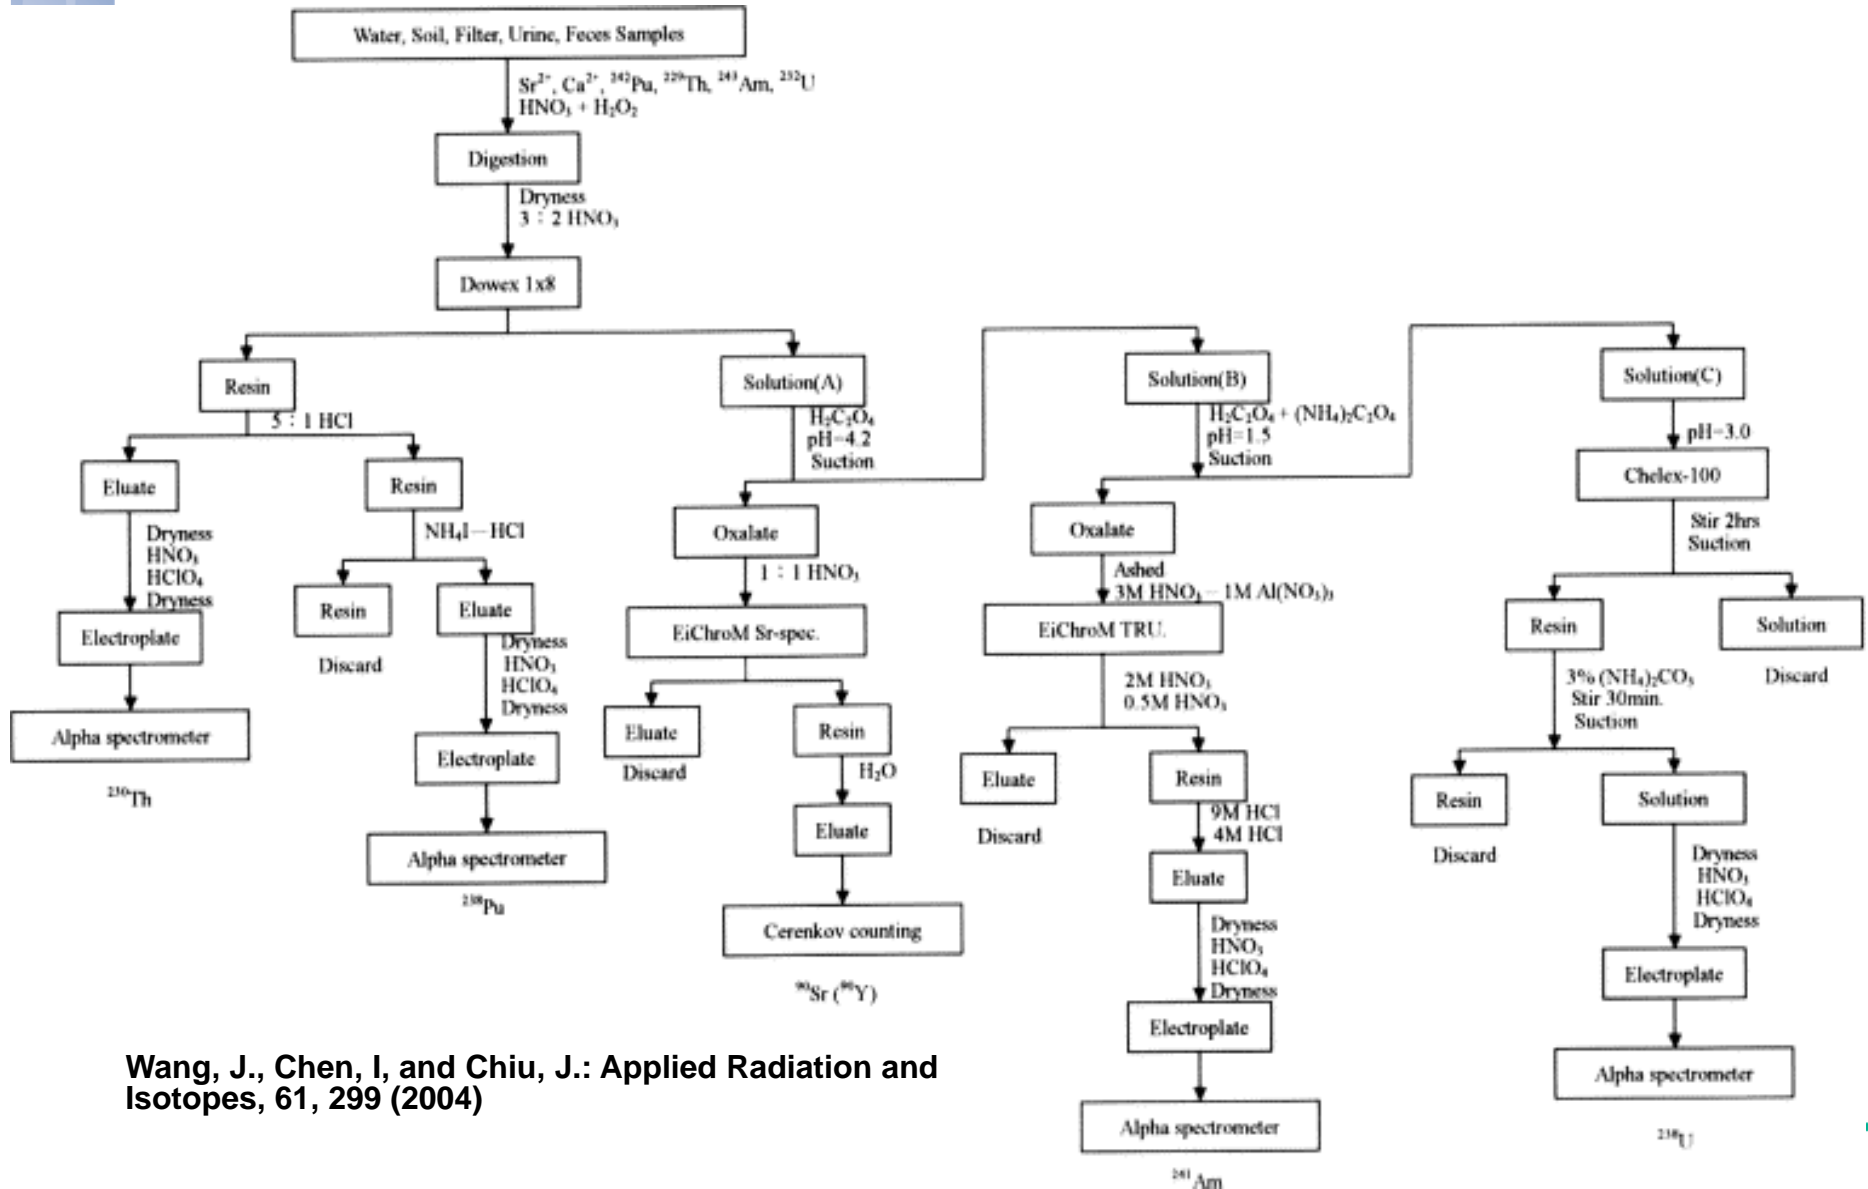 Water, Soil, Filter, Urine, Feces Samples
Sr²⁺, Ca²⁺, ²⁴²Pu, ²²⁹Th, ²⁴³Am, ²³²U
HNO₃ + H₂O₂
Digestion
Dryness
3 : 2 HNO₃
Dowex 1x8
Resin
5 : 1 HCl
Eluate
Dryness
HNO₃
HClO₄
Dryness
Electroplate
Alpha spectrometer
²³⁰Th
Resin
NH₄I—HCl
Resin
Discard
Eluate
Dryness
HNO₃
HClO₄
Dryness
Electroplate
Alpha spectrometer
²³⁸Pu
Solution(A)
H₂C₂O₄
pH=4.2
Suction
Oxalate
1 : 1 HNO₃
EiChroM Sr-spec.
Eluate
Discard
Resin
H₂O
Eluate
Cerenkov counting
⁹⁰Sr (⁹⁰Y)
Solution(B)
H₂C₂O₄ + (NH₄)₂C₂O₄
pH=1.5
Suction
Oxalate
Ashed
3M HNO₃—1M Al(NO₃)₃
EiChroM TRU.
2M HNO₃
0.5M HNO₃
Eluate
Discard
Resin
9M HCl
4M HCl
Eluate
Dryness
HNO₃
HClO₄
Dryness
Electroplate
Alpha spectrometer
²⁴¹Am
Solution(C)
pH=3.0
Chelex-100
Stir 2hrs
Suction
Resin
Solution
Discard
3% (NH₄)₂CO₃
Stir 30min.
Suction
Resin
Discard
Solution
Dryness
HNO₃
HClO₄
Dryness
Electroplate
Alpha spectrometer
²³⁸U
Wang, J., Chen, I, and Chiu, J.: Applied Radiation and
Isotopes, 61, 299 (2004)